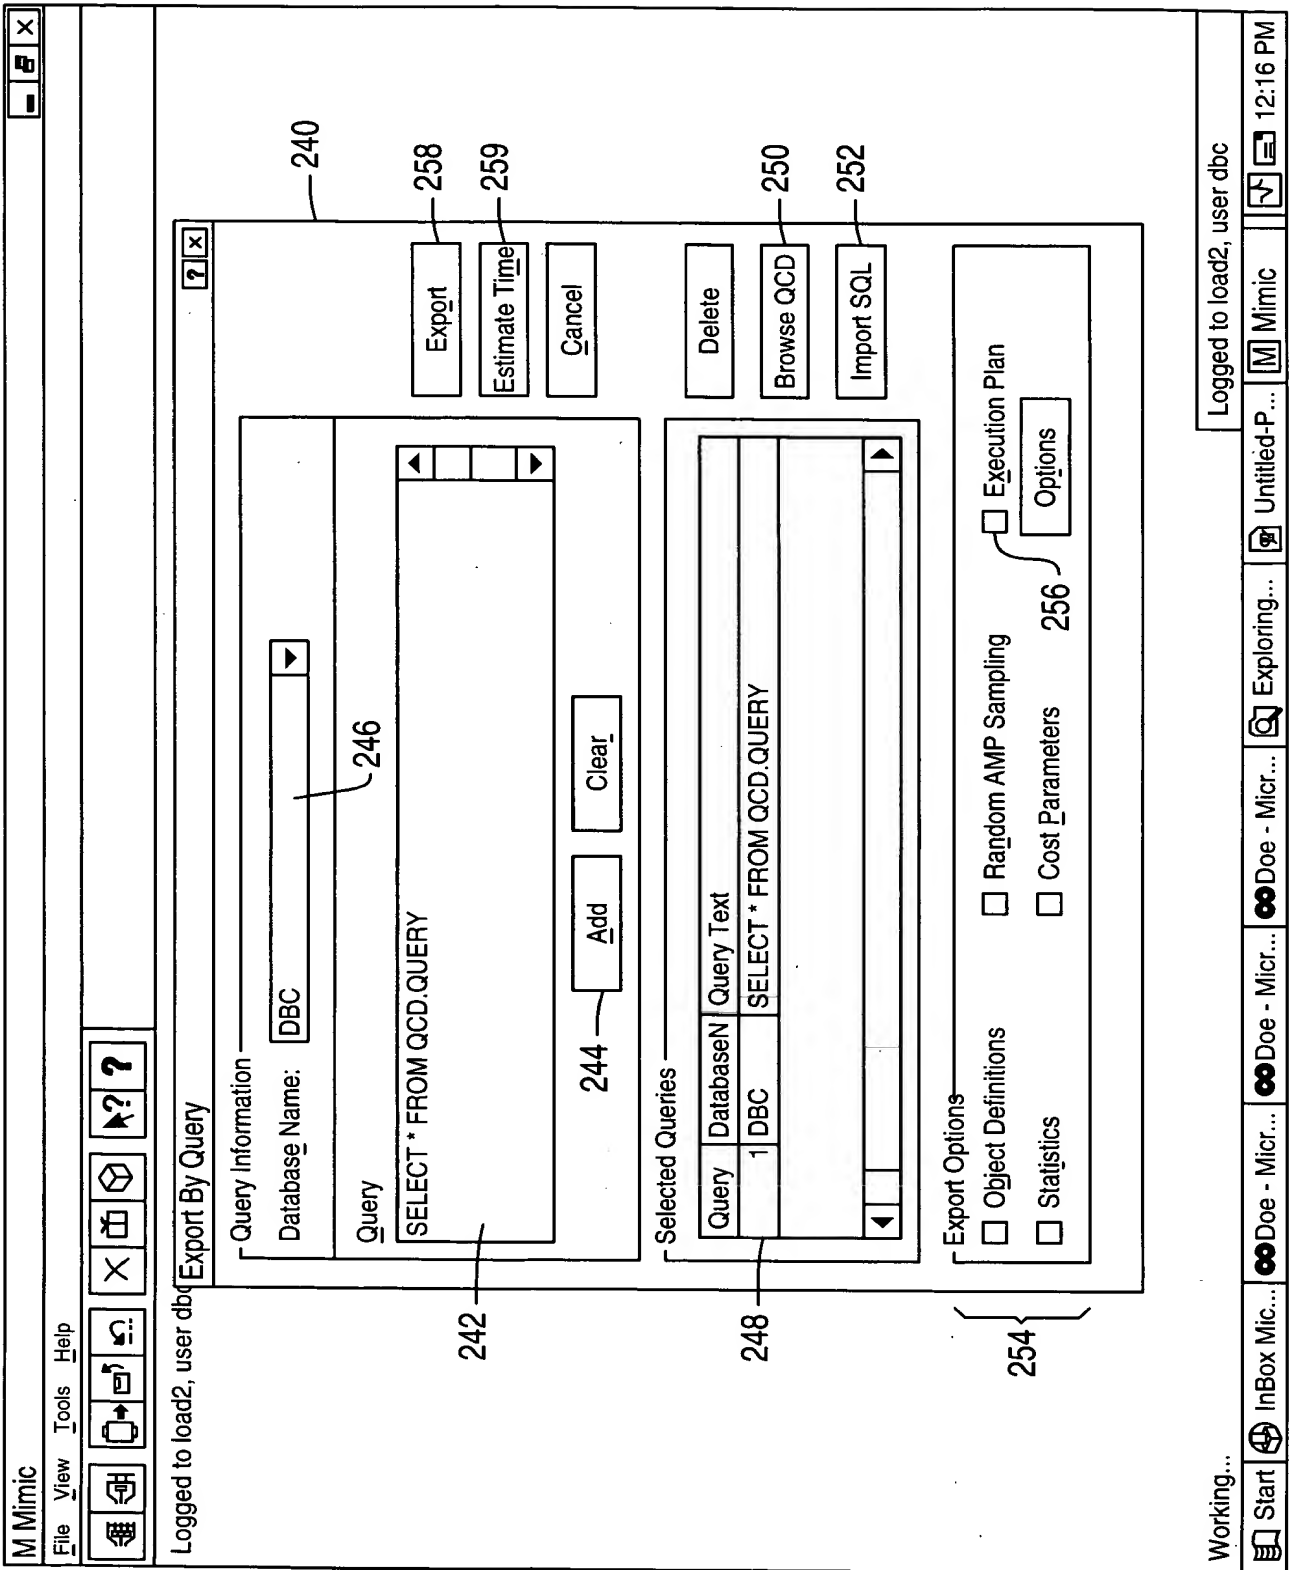 M Mimic
File View Tools Help
Logged to load2, user dbc
Export By Query
240
Query Information
Database Name: DBC
246
Query
SELECT * FROM QCD.QUERY
242
Add Clear
244
Export
258
Estimate Time
259
Cancel
Selected Queries
Query DatabaseN Query Text
1 DBC SELECT * FROM QCD.QUERY
248
Delete
Browse QCD
250
Import SQL
252
Export Options
Object Definitions Random AMP Sampling Execution Plan
Statistics Cost Parameters Options
256
254
Working... Logged to load2, user dbc
Start InBox Mic... Doe - Micr... Doe - Micr... Doe - Micr... Exploring... Untitled-P... M Mimic 12:16 PM